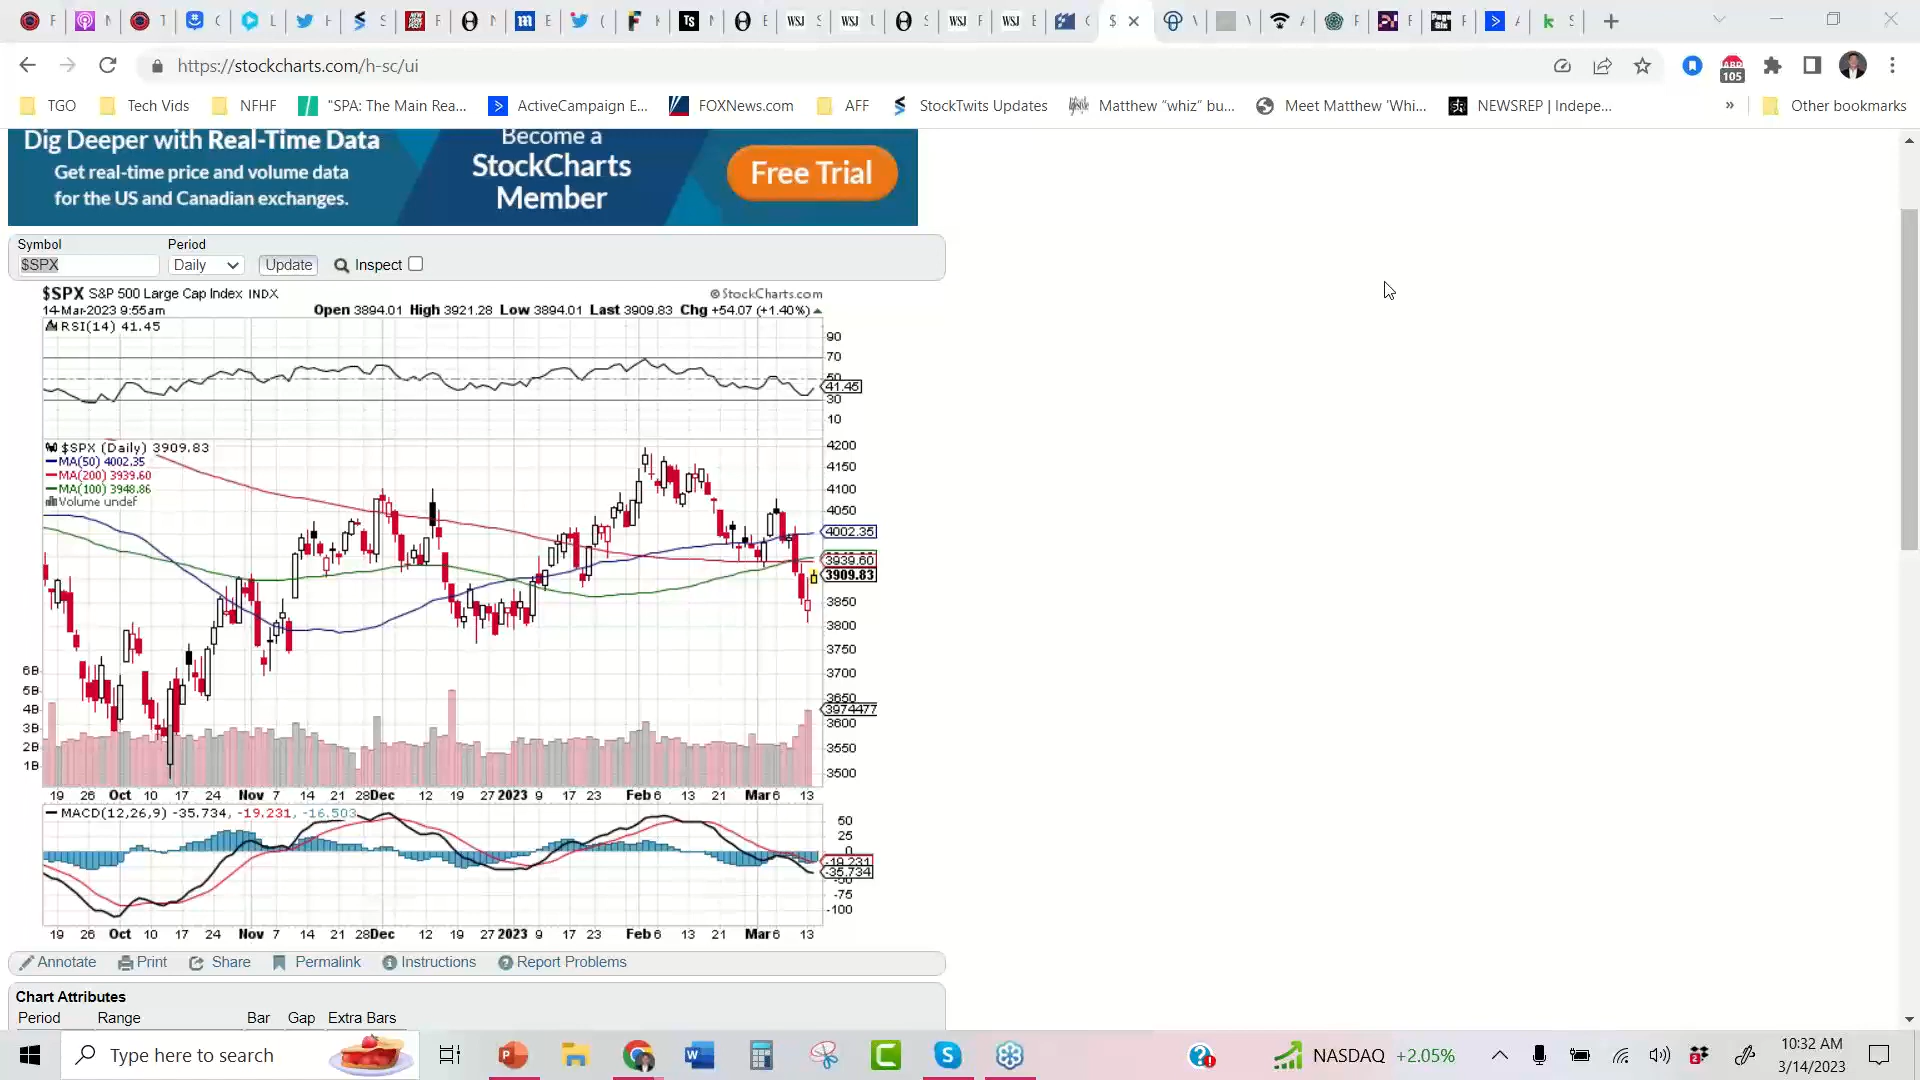 https://stockcharts.com/h-sc/ui
105
TGO
Tech Vids
NFHF
"SPA: The Main Rea...
ActiveCampaign E...
FOXNews.com
AFF
StockTwits Updates
Matthew "whiz" bu...
Meet Matthew 'Whi...
NEWSREP | Indepe...
»
Other bookmarks
Dig Deeper with Real-Time Data
Get real-time price and volume data
for the US and Canadian exchanges.
Become a
StockCharts
Member
Free Trial
Symbol
Period
$SPX
Daily
Update
Inspect
$SPX S&P 500 Large Cap Index INDX
© StockCharts.com
14-Mar-2023 9:55am
Open 3894.01 High 3921.28 Low 3894.01 Last 3909.83 Chg +54.07 (+1.40%)
RSI(14) 41.45
90
70
50
41.45
30
10
$SPX (Daily) 3909.83
MA(50) 4002.35
MA(200) 3939.60
MA(100) 3948.86
Volume undef
4200
4150
4100
4050
4002.35
3939.60
3909.83
3850
3800
3750
3700
3650
3974477
3600
3550
3500
6B
5B
4B
3B
2B
1B
19 26 Oct 10 17 24 Nov 7 14 21 28 Dec 12 19 27 2023 9 17 23 Feb 6 13 21 Mar 6 13
MACD(12,26,9) -35.734, -19.231, -16.503
50
25
0
-19.231
-35.734
-50
-75
-100
19 26 Oct 10 17 24 Nov 7 14 21 28 Dec 12 19 27 2023 9 17 23 Feb 6 13 21 Mar 6 13
Annotate
Print
Share
Permalink
Instructions
Report Problems
Chart Attributes
Period Range Bar Gap Extra Bars
Type here to search
NASDAQ +2.05%
10:32 AM
3/14/2023